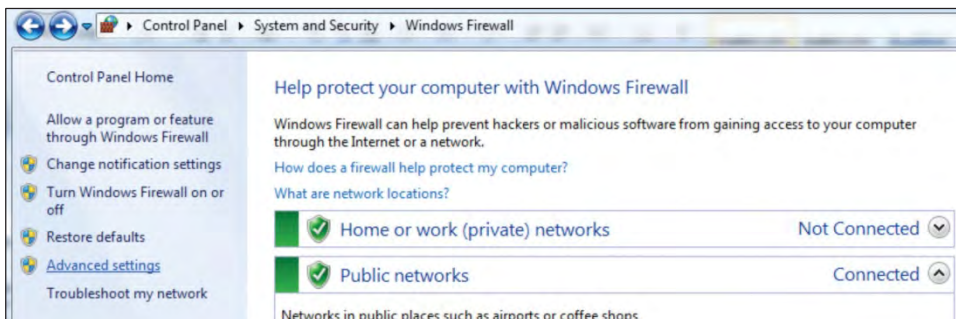 Control Panel ▸ System and Security ▸ Windows Firewall
Control Panel Home
Allow a program or feature
through Windows Firewall
Change notification settings
Turn Windows Firewall on or
off
Restore defaults
Advanced settings
Troubleshoot my network
Help protect your computer with Windows Firewall
Windows Firewall can help prevent hackers or malicious software from gaining access to your computer
through the Internet or a network.
How does a firewall help protect my computer?
What are network locations?
Home or work (private) networks Not Connected
Public networks Connected
Networks in public places such as airports or coffee shops